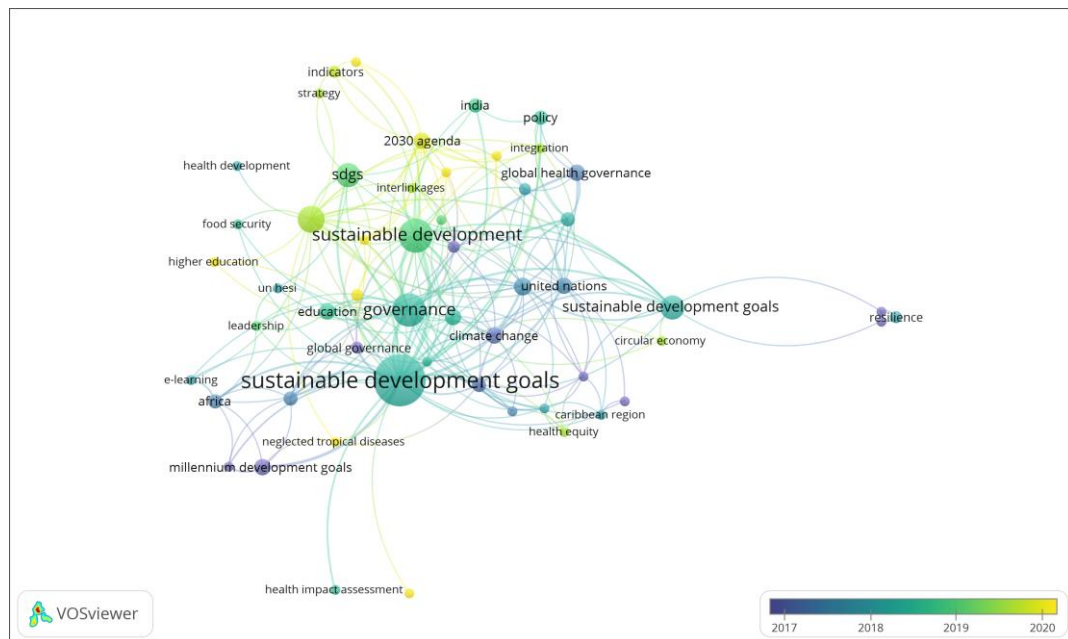 indicators
strategy
india
policy
2030 agenda
integration
health development
sdgs
global health governance
interlinkages
food security
sustainable development
higher education
un hesi
united nations
education
governance
sustainable development goals
resilience
leadership
climate change
circular economy
global governance
e-learning
sustainable development goals
africa
caribbean region
health equity
neglected tropical diseases
millennium development goals
health impact assessment
VOSviewer
2017 2018 2019 2020